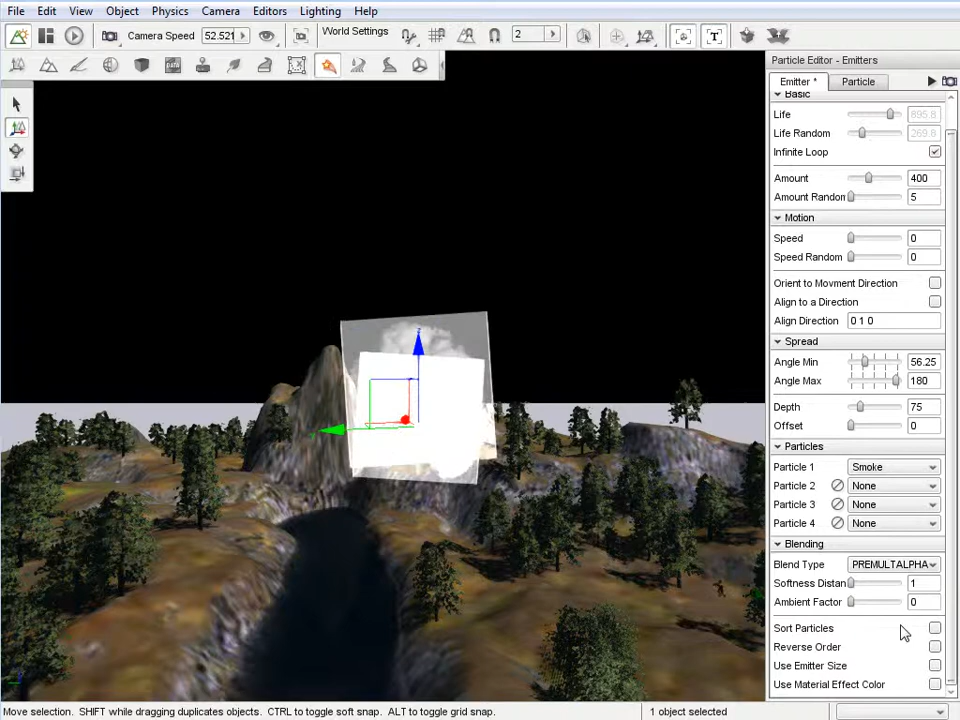 File Edit View Object Physics Camera Editors Lighting Help
Camera Speed 52.521 World Settings 2
DATA
T
Particle Editor - Emitters
Emitter * Particle
Basic
Life 895.8
Life Random 269.8
Infinite Loop
Amount 400
Amount Random 5
Motion
Speed 0
Speed Random 0
Orient to Movment Direction
Align to a Direction
Align Direction 0 1 0
Spread
Angle Min 56.25
Angle Max 180
Depth 75
Offset 0
Particles
Particle 1 Smoke
Particle 2 None
Particle 3 None
Particle 4 None
Blending
Blend Type PREMULTALPHA
Softness Distan 1
Ambient Factor 0
Sort Particles
Reverse Order
Use Emitter Size
Use Material Effect Color
Move selection. SHIFT while dragging duplicates objects. CTRL to toggle soft snap. ALT to toggle grid snap. 1 object selected